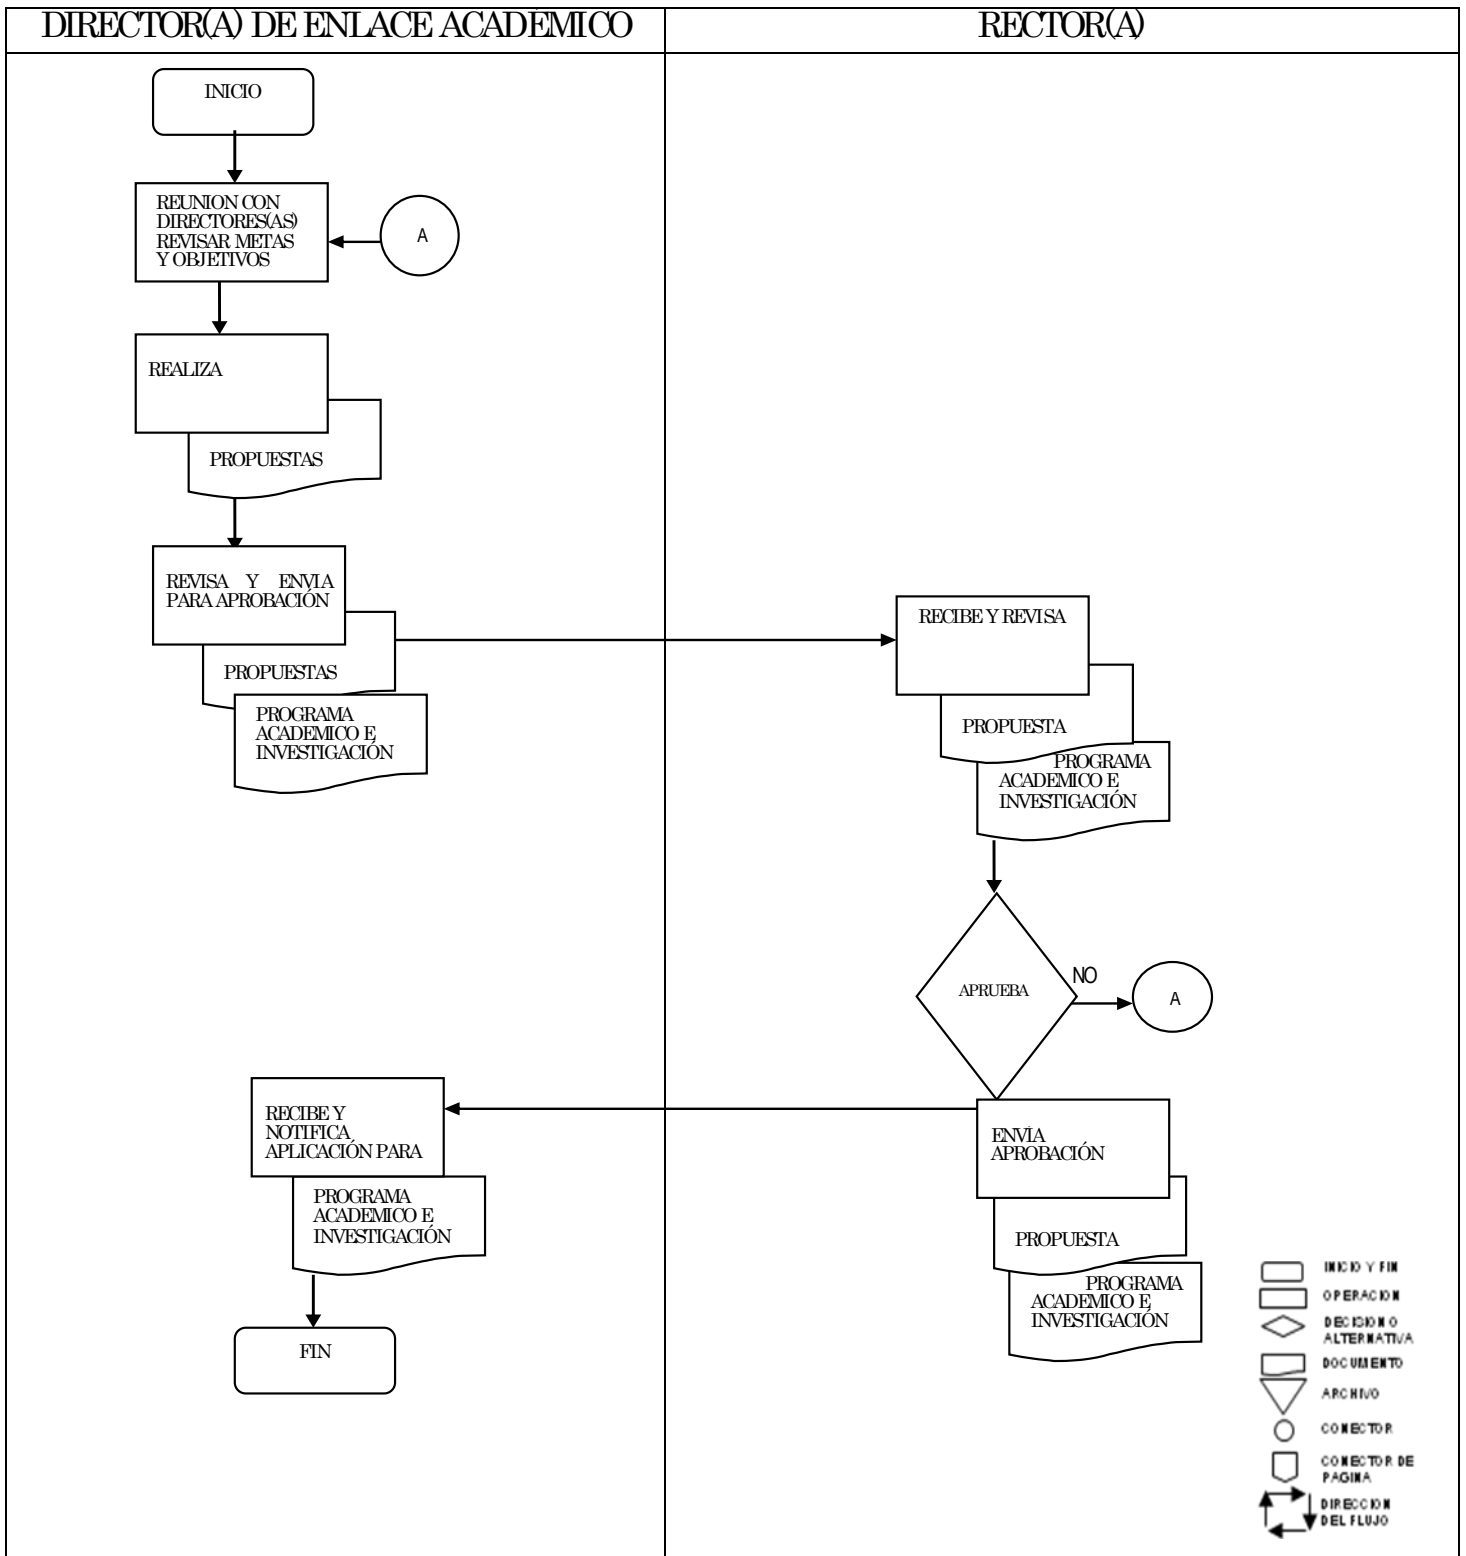 DIRECTOR(A) DE ENLACE ACADÉMICO
RECTOR(A)
INICIO
REUNION CON
DIRECTORES(AS)
REVISAR METAS
Y OBJETIVOS
A
REALIZA
PROPUESTAS
REVISA Y ENVIA
PARA APROBACIÓN
PROPUESTAS
PROGRAMA
ACADEMICO E
INVESTIGACIÓN
RECIBE Y REVISA
PROPUESTA
PROGRAMA
ACADEMICO E
INVESTIGACIÓN
APRUEBA
NO
A
ENVÍA
APROBACIÓN
PROPUESTA
PROGRAMA
ACADEMICO E
INVESTIGACIÓN
RECIBE Y
NOTIFICA
APLICACIÓN PARA
PROGRAMA
ACADEMICO E
INVESTIGACIÓN
FIN
INICIO Y FIN
OPERACION
DECISION O
ALTERNATIVA
DOCUMENTO
ARCHIVO
CONECTOR
CONECTOR DE
PAGINA
DIRECCION
DEL FLUJO